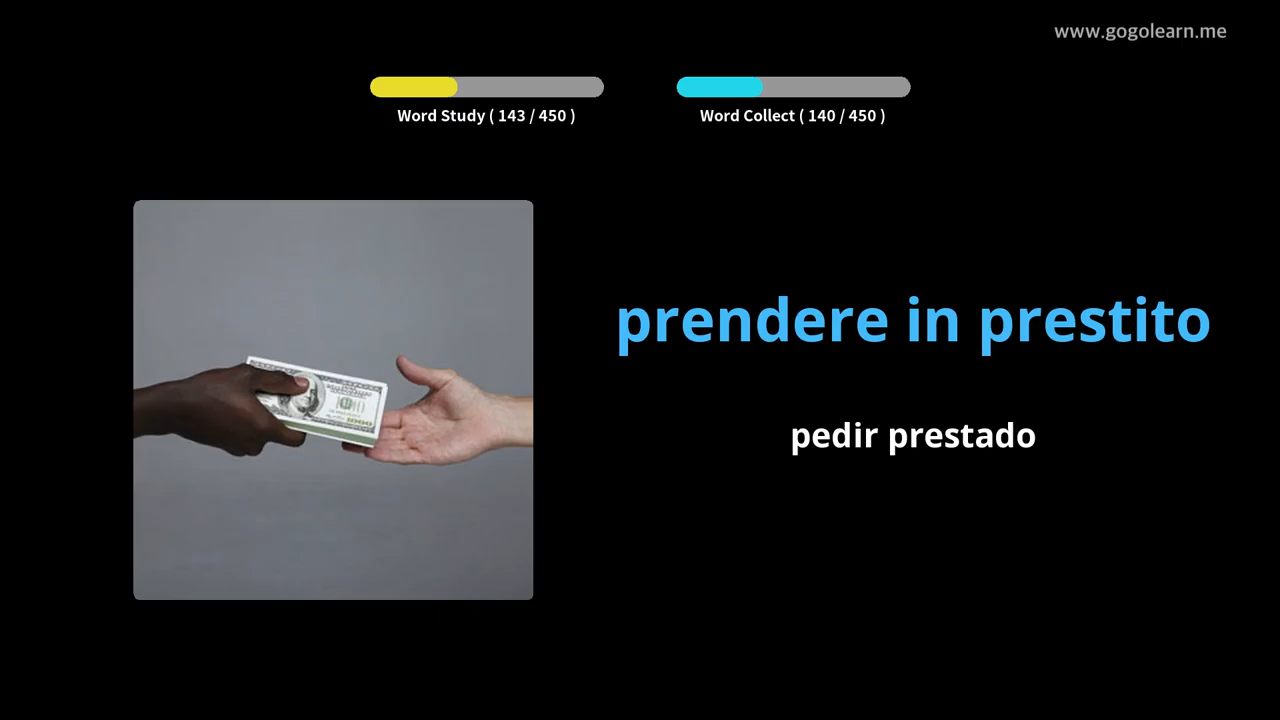 www.gogolearn.me
Word Study ( 143 / 450 )
Word Collect ( 140 / 450 )
prendere in prestito
pedir prestado